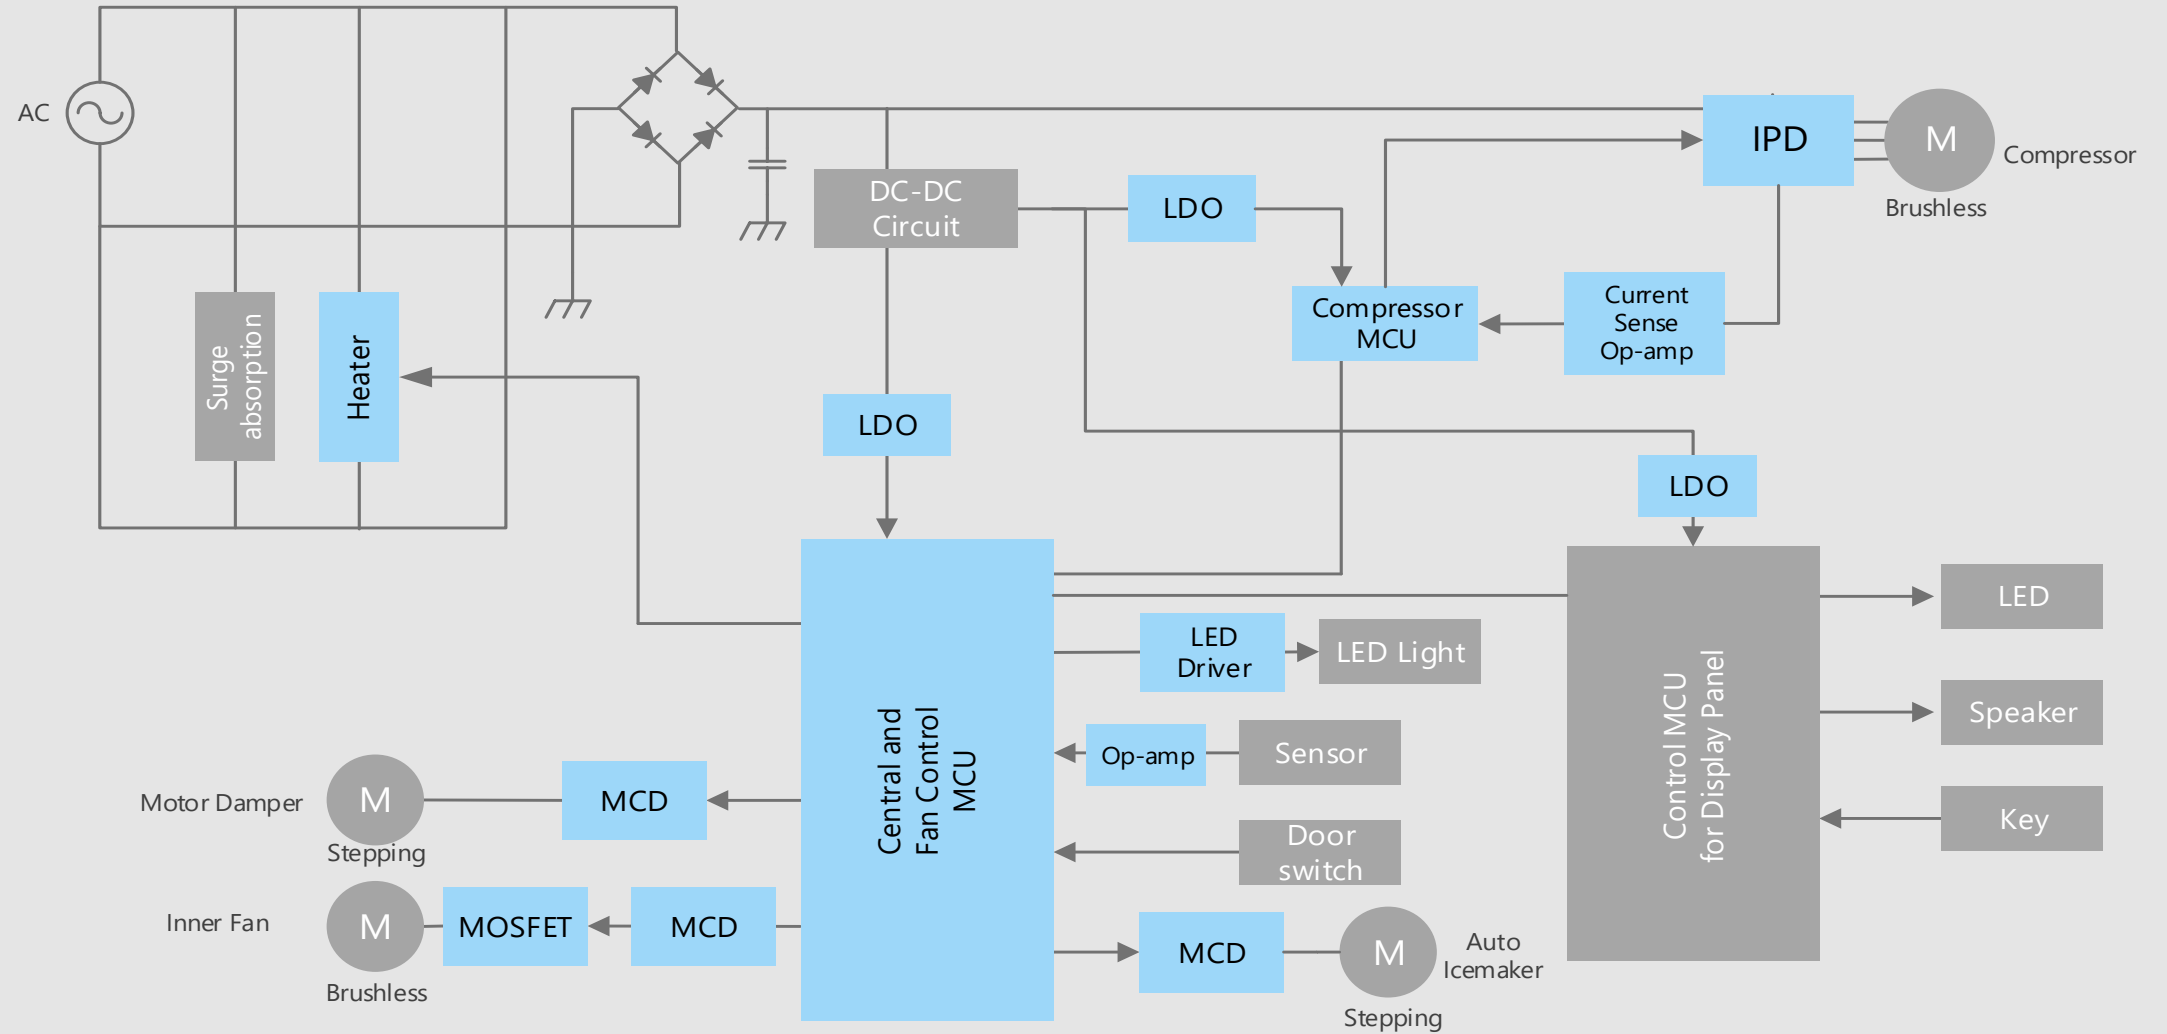 AC
IPD
M
Compressor
Brushless
DC-DC
Circuit
LDO
Compressor
MCU
Current
Sense
Op-amp
Surge
absorption
Heater
LDO
LDO
Central and
Fan Control
MCU
LED
Driver
LED Light
Op-amp
Sensor
Door
switch
MCD
M
Auto
Icemaker
Stepping
Control MCU
for Display Panel
LED
Speaker
Key
Motor Damper
M
Stepping
MCD
Inner Fan
M
Brushless
MOSFET
MCD